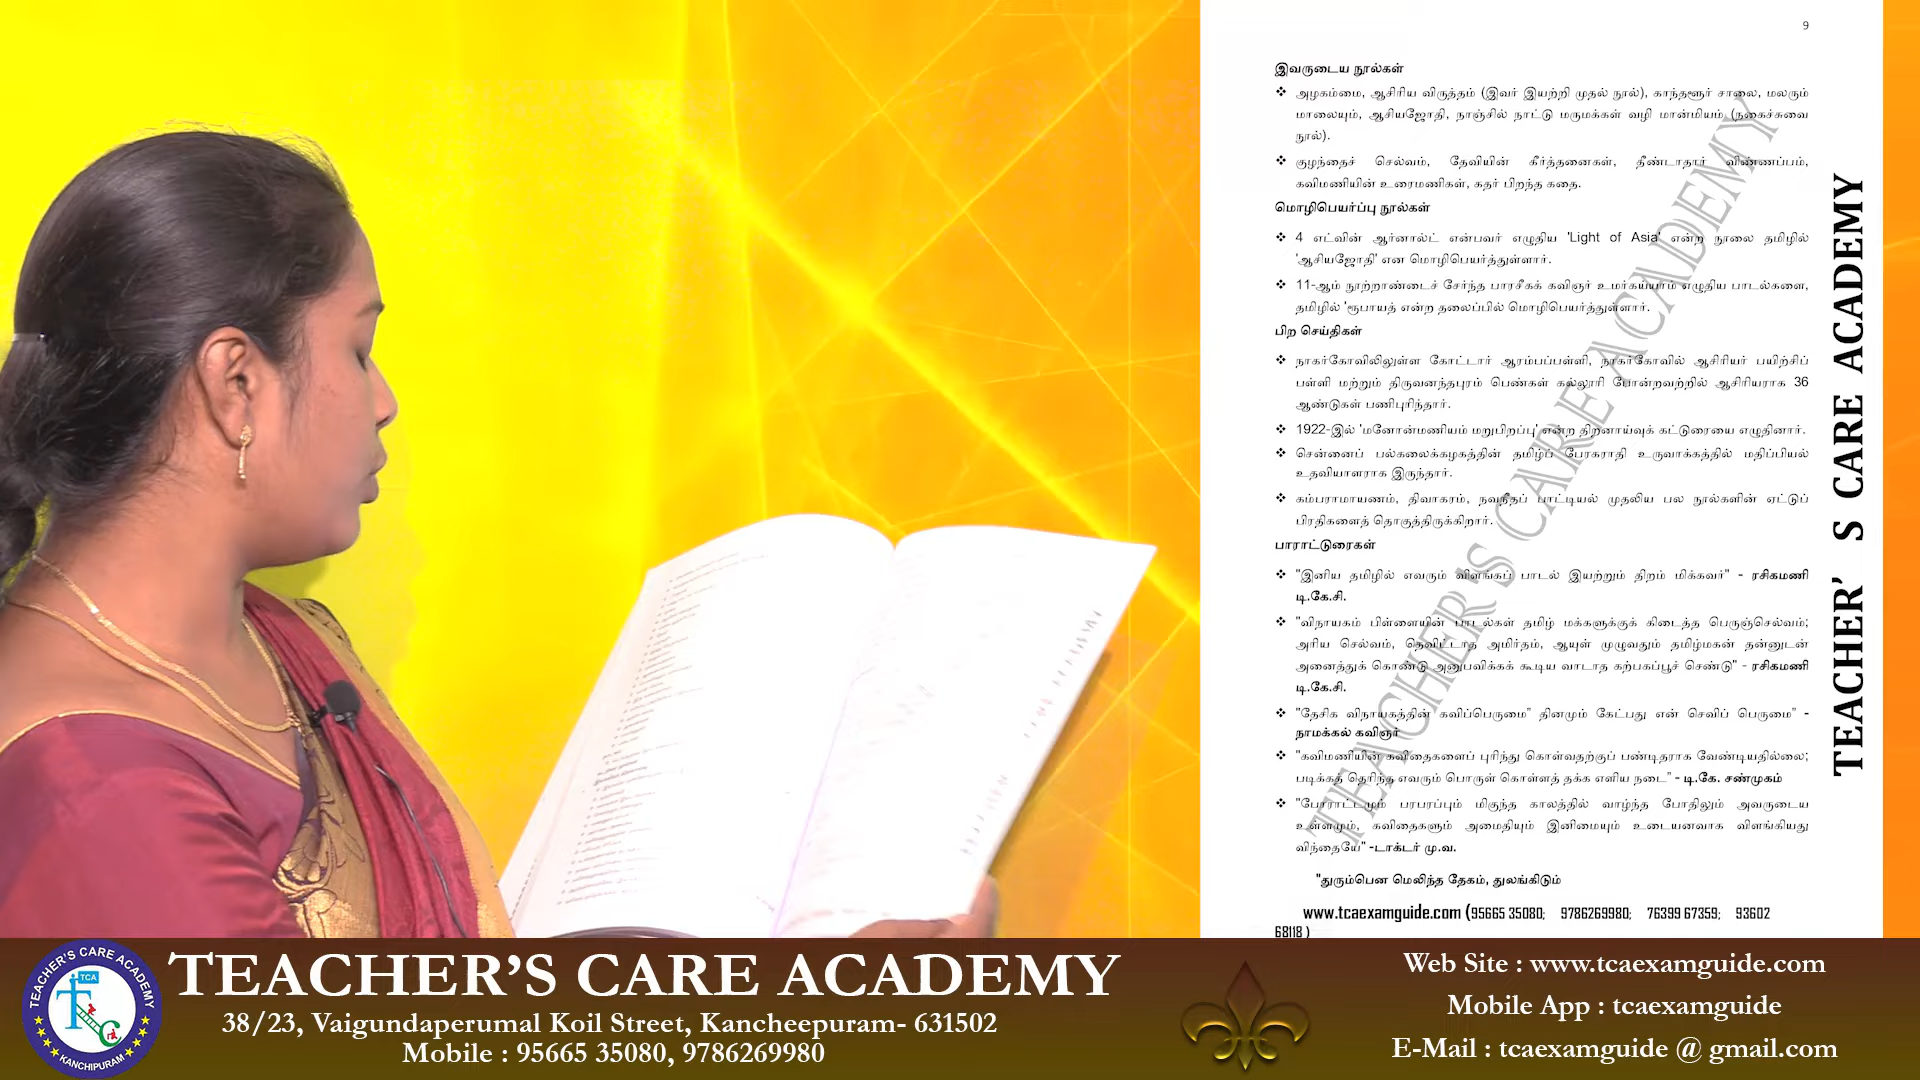 9
இவருடைய நூல்கள்
❖ அழகம்மை, ஆசிரிய விருத்தம் (இவர் இயற்றி முதல் நூல்), காந்தளூர் சாலை, மலரும்
மாலையும், ஆசியஜோதி, நாஞ்சில் நாட்டு மருமக்கள் வழி மான்மியம் (நகைச்சுவை
நூல்).
❖ குழந்தைச் செல்வம், தேவியின் கீர்த்தனைகள், தீண்டாதார் விண்ணப்பம்,
கவிமணியின் உரைமணிகள், கதர் பிறந்த கதை.
மொழிபெயர்ப்பு நூல்கள்
❖ 4 எட்வின் ஆர்னால்ட் என்பவர் எழுதிய 'Light of Asia' என்ற நூலை தமிழில்
'ஆசியஜோதி' என மொழிபெயர்த்துள்ளார்.
❖ 11-ஆம் நூற்றாண்டைச் சேர்ந்த பாரசீகக் கவிஞர் உமர்கய்யாம் எழுதிய பாடல்களை,
தமிழில் 'ரூபாயத் என்ற தலைப்பில் மொழிபெயர்த்துள்ளார்.
பிற செய்திகள்
❖ நாகர்கோவிலிலுள்ள கோட்டார் ஆரம்பப்பள்ளி, நாகர்கோவில் ஆசிரியர் பயிற்சிப்
பள்ளி மற்றும் திருவனந்தபுரம் பெண்கள் கல்லூரி போன்றவற்றில் ஆசிரியராக 36
ஆண்டுகள் பணிபுரிந்தார்.
❖ 1922-இல் 'மனோன்மணியம் மறுபிறப்பு' என்ற திறனாய்வுக் கட்டுரையை எழுதினார்.
❖ சென்னைப் பல்கலைக்கழகத்தின் தமிழ்ப் பேரகராதி உருவாக்கத்தில் மதிப்பியல்
உதவியாளராக இருந்தார்.
❖ கம்பராமாயணம், திவாகரம், நவநீதப் பாட்டியல் முதலிய பல நூல்களின் ஏட்டுப்
பிரதிகளைத் தொகுத்திருக்கிறார்.
பாராட்டுரைகள்
❖ "இனிய தமிழில் எவரும் விளங்கப் பாடல் இயற்றும் திறம் மிக்கவர்" - ரசிகமணி
டி.கே.சி.
❖ "விநாயகம் பிள்ளையின் பாடல்கள் தமிழ் மக்களுக்குக் கிடைத்த பெருஞ்செல்வம்;
அரிய செல்வம், தெவிட்டாத அமிர்தம், ஆயுள் முழுவதும் தமிழ்மகன் தன்னுடன்
அனைத்துக் கொண்டு அனுபவிக்கக் கூடிய வாடாத கற்பகப்பூச் செண்டு" - ரசிகமணி
டி.கே.சி.
❖ "தேசிக விநாயகத்தின் கவிப்பெருமை" தினமும் கேட்பது என் செவிப் பெருமை" -
நாமக்கல் கவிஞர்
❖ "கவிமணியின் கவிதைகளைப் புரிந்து கொள்வதற்குப் பண்டிதராக வேண்டியதில்லை;
படிக்கத் தெரிந்த எவரும் பொருள் கொள்ளத் தக்க எளிய நடை" - டி.கே. சண்முகம்
❖ "போராட்டமும் பரபரப்பும் மிகுந்த காலத்தில் வாழ்ந்த போதிலும் அவருடைய
உள்ளமும், கவிதைகளும் அமைதியும் இனிமையும் உடையனவாக விளங்கியது
விந்தையே" -டாக்டர் மு.வ.
"துரும்பென மெலிந்த தேகம், துலங்கிடும்
www.tcaexamguide.com (95665 35080; 9786269980; 76399 67359; 93602
68118 )
TEACHER'S CARE ACADEMY
TEACHER' S CARE ACADEMY
TEACHER'S CARE ACADEMY
TCA
KANCHIPURAM
TEACHER'S CARE ACADEMY
38/23, Vaigundaperumal Koil Street, Kancheepuram- 631502
Mobile : 95665 35080, 9786269980
Web Site : www.tcaexamguide.com
Mobile App : tcaexamguide
E-Mail : tcaexamguide @ gmail.com